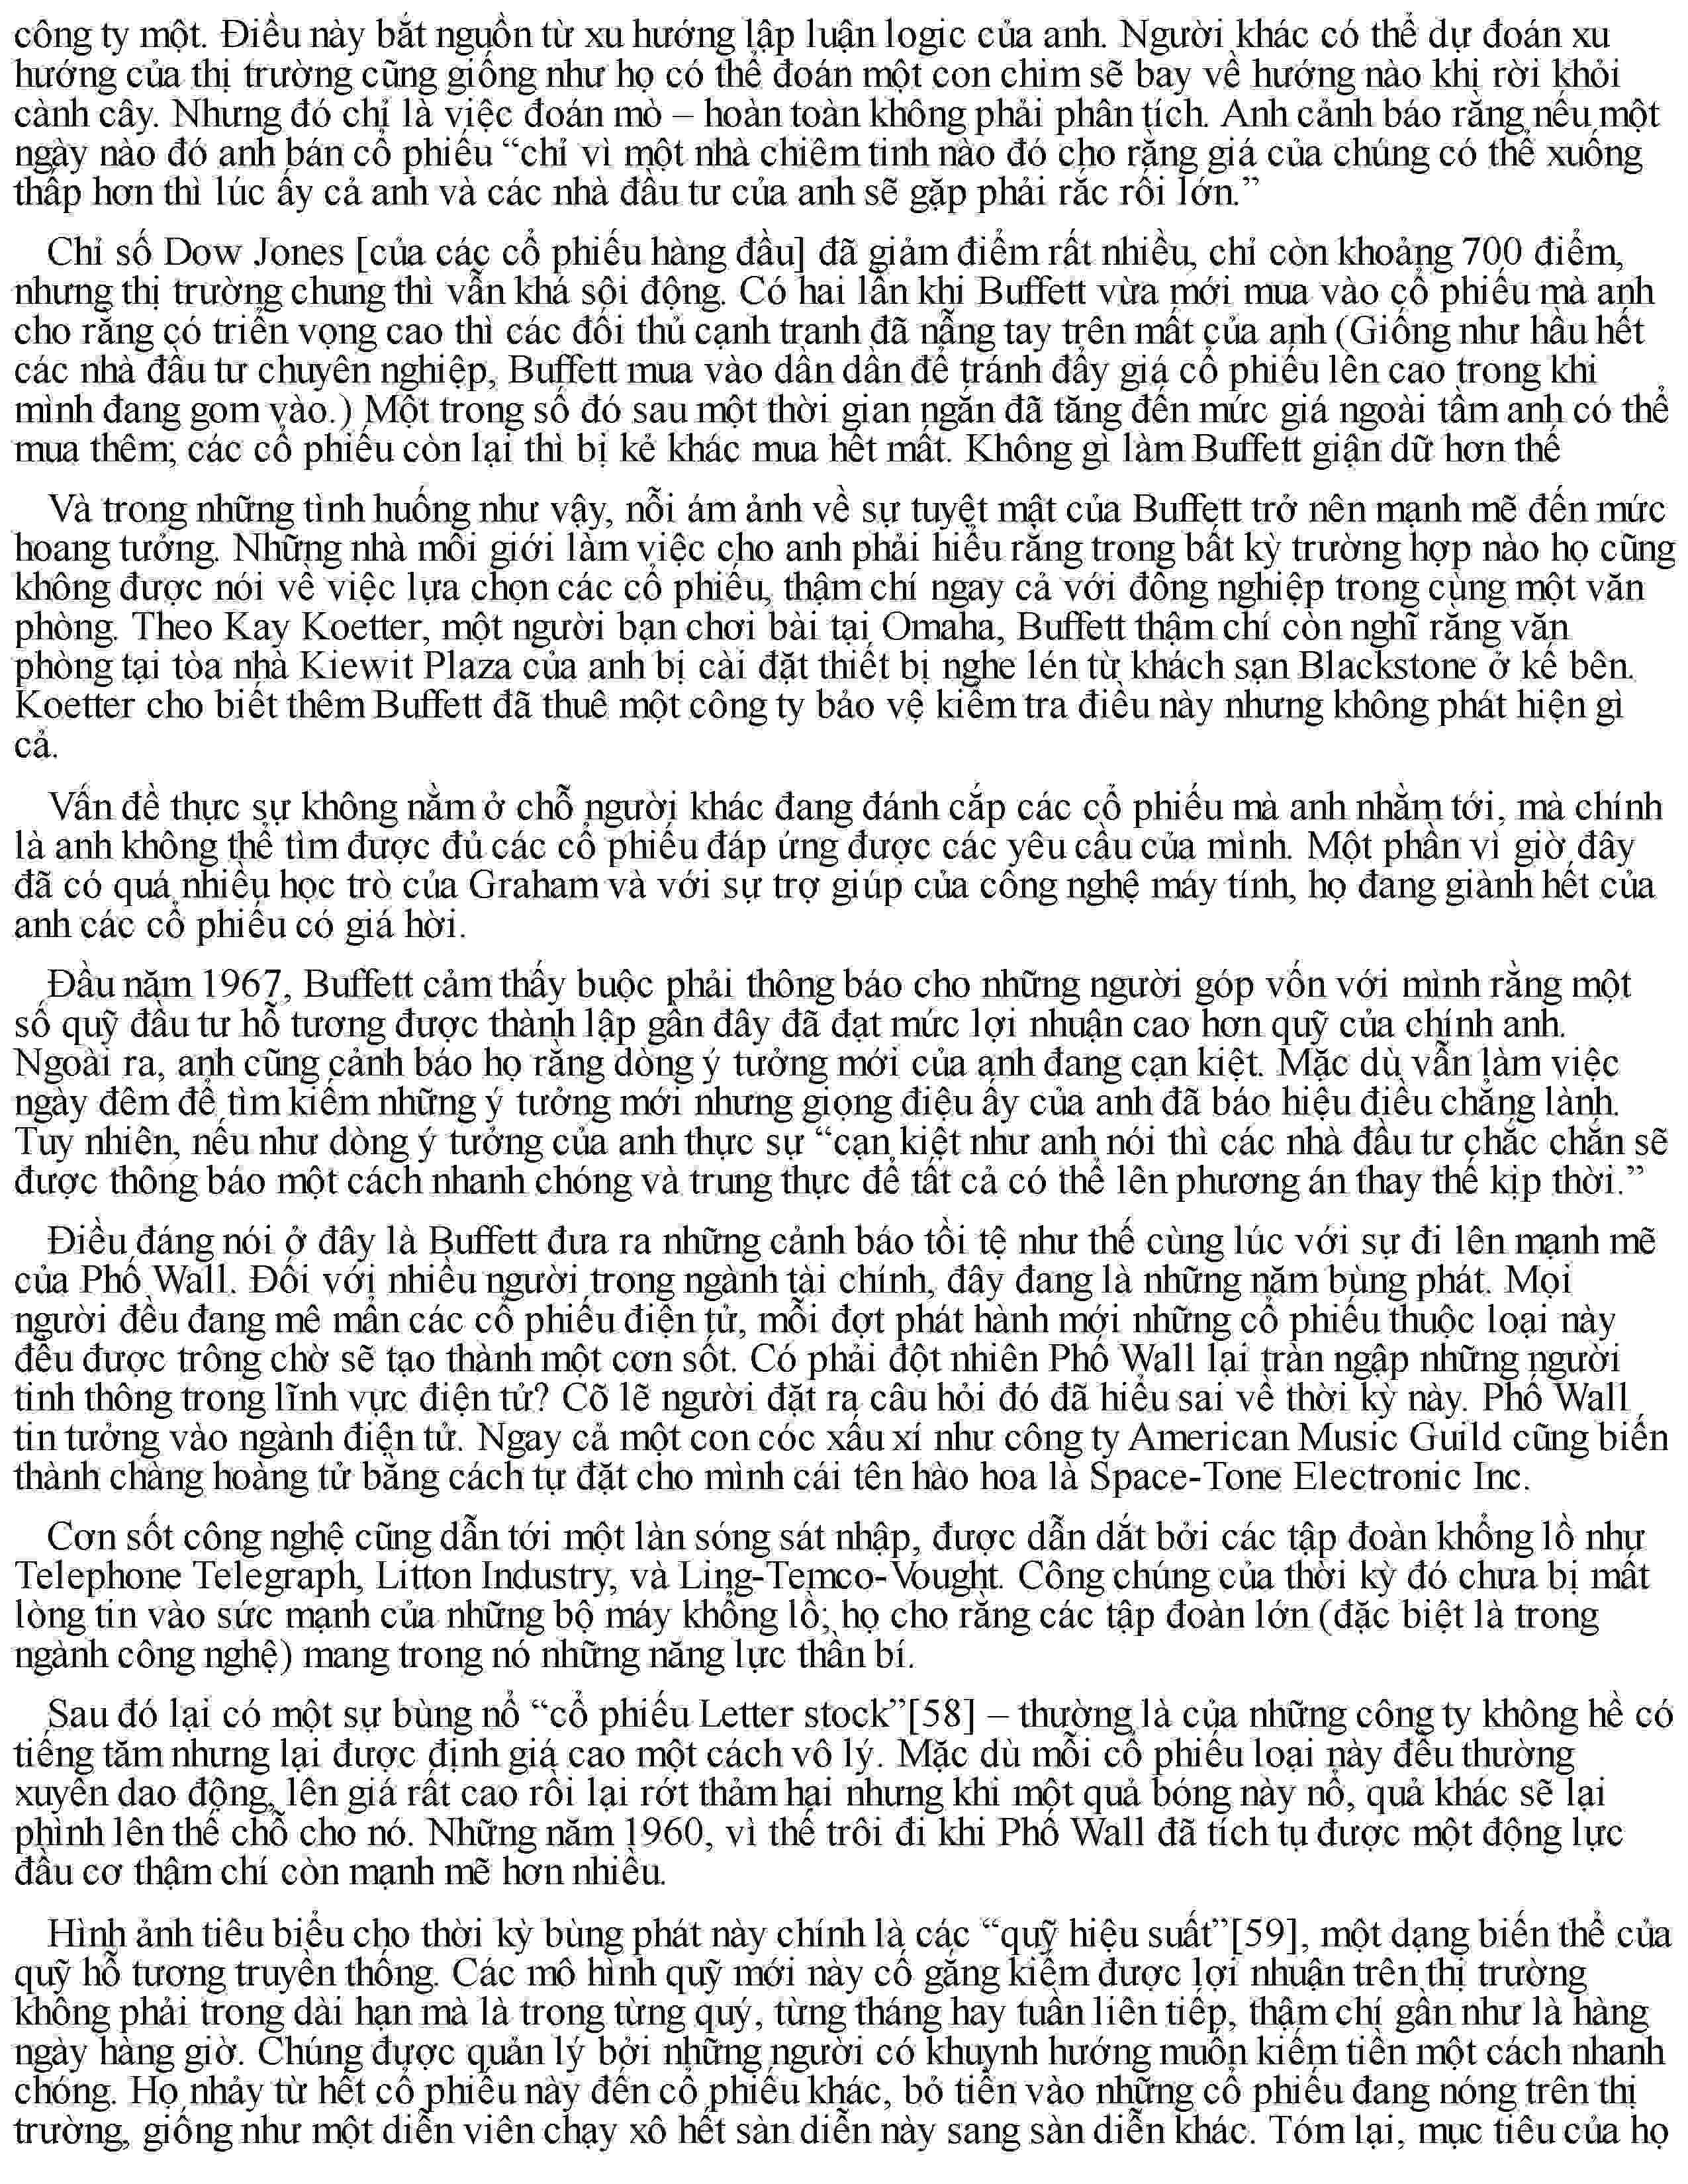 công ty một. Điều này bắt nguồn từ xu hướng lập luận logic của anh. Người khác có thể dự đoán xu
hướng của thị trường cũng giống như họ có thể đoán một con chim sẽ bay về hướng nào khi rời khỏi
cành cây. Nhưng đó chỉ là việc đoán mò – hoàn toàn không phải phân tích. Anh cảnh báo rằng nếu một
ngày nào đó anh bán cổ phiếu “chỉ vì một nhà chiêm tinh nào đó cho rằng giá của chúng có thể xuống
thấp hơn thì lúc ấy cả anh và các nhà đầu tư của anh sẽ gặp phải rắc rối lớn.”
Chỉ số Dow Jones [của các cổ phiếu hàng đầu] đã giảm điểm rất nhiều, chỉ còn khoảng 700 điểm,
nhưng thị trường chung thì vẫn khá sôi động. Có hai lần khi Buffett vừa mới mua vào cổ phiếu mà anh
cho rằng có triển vọng cao thì các đối thủ cạnh tranh đã nẫng tay trên mất của anh (Giống như hầu hết
các nhà đầu tư chuyên nghiệp, Buffett mua vào dần dần để tránh đẩy giá cổ phiếu lên cao trong khi
mình đang gom vào.) Một trong số đó sau một thời gian ngắn đã tăng đến mức giá ngoài tầm anh có thể
mua thêm; các cổ phiếu còn lại thì bị kẻ khác mua hết mất. Không gì làm Buffett giận dữ hơn thế
Và trong những tình huống như vậy, nỗi ám ảnh về sự tuyệt mật của Buffett trở nên mạnh mẽ đến mức
hoang tưởng. Những nhà môi giới làm việc cho anh phải hiểu rằng trong bất kỳ trường hợp nào họ cũng
không được nói về việc lựa chọn các cổ phiếu, thậm chí ngay cả với đồng nghiệp trong cùng một văn
phòng. Theo Kay Koetter, một người bạn chơi bài tại Omaha, Buffett thậm chí còn nghĩ rằng văn
phòng tại tòa nhà Kiewit Plaza của anh bị cài đặt thiết bị nghe lén từ khách sạn Blackstone ở kế bên.
Koetter cho biết thêm Buffett đã thuê một công ty bảo vệ kiểm tra điều này nhưng không phát hiện gì
cả.
Vấn đề thực sự không nằm ở chỗ người khác đang đánh cắp các cổ phiếu mà anh nhằm tới, mà chính
là anh không thể tìm được đủ các cổ phiếu đáp ứng được các yêu cầu của mình. Một phần vì giờ đây
đã có quá nhiều học trò của Graham và với sự trợ giúp của công nghệ máy tính, họ đang giành hết của
anh các cổ phiếu có giá hời.
Đầu năm 1967, Buffett cảm thấy buộc phải thông báo cho những người góp vốn với mình rằng một
số quỹ đầu tư hỗ tương được thành lập gần đây đã đạt mức lợi nhuận cao hơn quỹ của chính anh.
Ngoài ra, anh cũng cảnh báo họ rằng dòng ý tưởng mới của anh đang cạn kiệt. Mặc dù vẫn làm việc
ngày đêm để tìm kiếm những ý tưởng mới nhưng giọng điệu ấy của anh đã báo hiệu điều chẳng lành.
Tuy nhiên, nếu như dòng ý tưởng của anh thực sự “cạn kiệt như anh nói thì các nhà đầu tư chắc chắn sẽ
được thông báo một cách nhanh chóng và trung thực để tất cả có thể lên phương án thay thế kịp thời.”
Điều đáng nói ở đây là Buffett đưa ra những cảnh báo tồi tệ như thế cùng lúc với sự đi lên mạnh mẽ
của Phố Wall. Đối với nhiều người trong ngành tài chính, đây đang là những năm bùng phát. Mọi
người đều đang mê mẩn các cổ phiếu điện tử, mỗi đợt phát hành mới những cổ phiếu thuộc loại này
đều được trông chờ sẽ tạo thành một cơn sốt. Có phải đột nhiên Phố Wall lại tràn ngập những người
tinh thông trong lĩnh vực điện tử? Cõ lẽ người đặt ra câu hỏi đó đã hiểu sai về thời kỳ này. Phố Wall
tin tưởng vào ngành điện tử. Ngay cả một con cóc xấu xí như công ty American Music Guild cũng biến
thành chàng hoàng tử bằng cách tự đặt cho mình cái tên hào hoa là Space-Tone Electronic Inc.
Cơn sốt công nghệ cũng dẫn tới một làn sóng sát nhập, được dẫn dắt bởi các tập đoàn khổng lồ như
Telephone Telegraph, Litton Industry, và Ling-Temco-Vought. Công chúng của thời kỳ đó chưa bị mất
lòng tin vào sức mạnh của những bộ máy khổng lồ; họ cho rằng các tập đoàn lớn (đặc biệt là trong
ngành công nghệ) mang trong nó những năng lực thần bí.
Sau đó lại có một sự bùng nổ “cổ phiếu Letter stock”[58] – thường là của những công ty không hề có
tiếng tăm nhưng lại được định giá cao một cách vô lý. Mặc dù mỗi cổ phiếu loại này đều thường
xuyên dao động, lên giá rất cao rồi lại rớt thảm hại nhưng khi một quả bóng này nổ, quả khác sẽ lại
phình lên thế chỗ cho nó. Những năm 1960, vì thế trôi đi khi Phố Wall đã tích tụ được một động lực
đầu cơ thậm chí còn mạnh mẽ hơn nhiều.
Hình ảnh tiêu biểu cho thời kỳ bùng phát này chính là các “quỹ hiệu suất”[59], một dạng biến thể của
quỹ hỗ tương truyền thống. Các mô hình quỹ mới này cố gắng kiếm được lợi nhuận trên thị trường
không phải trong dài hạn mà là trong từng quý, từng tháng hay tuần liên tiếp, thậm chí gần như là hàng
ngày hàng giờ. Chúng được quản lý bởi những người có khuynh hướng muốn kiếm tiền một cách nhanh
chóng. Họ nhảy từ hết cổ phiếu này đến cổ phiếu khác, bỏ tiền vào những cổ phiếu đang nóng trên thị
trường, giống như một diễn viên chạy xô hết sàn diễn này sang sàn diễn khác. Tóm lại, mục tiêu của họ